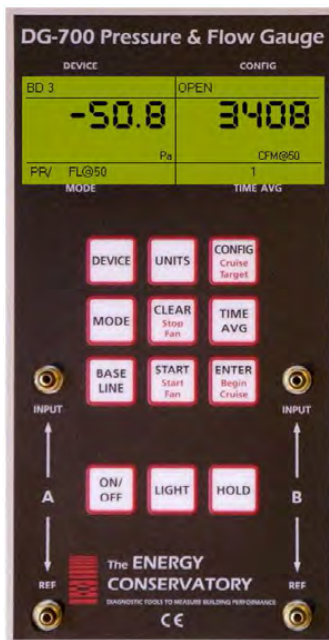 DG-700 Pressure & Flow Gauge
DEVICE CONFIG
BD 3 OPEN
-50.8 3408
Pa CFM@50
PR/ FL@50 1
MODE TIME AVG
DEVICE UNITS CONFIG
Cruise
Target
MODE CLEAR TIME
Stop AVG
Fan
BASE START ENTER
LINE Start Begin
Fan Cruise
INPUT INPUT
ON/ LIGHT HOLD
OFF
A B
The ENERGY
CONSERVATORY
DIAGNOSTIC TOOLS TO MEASURE BUILDING PERFORMANCE
REF REF
CE